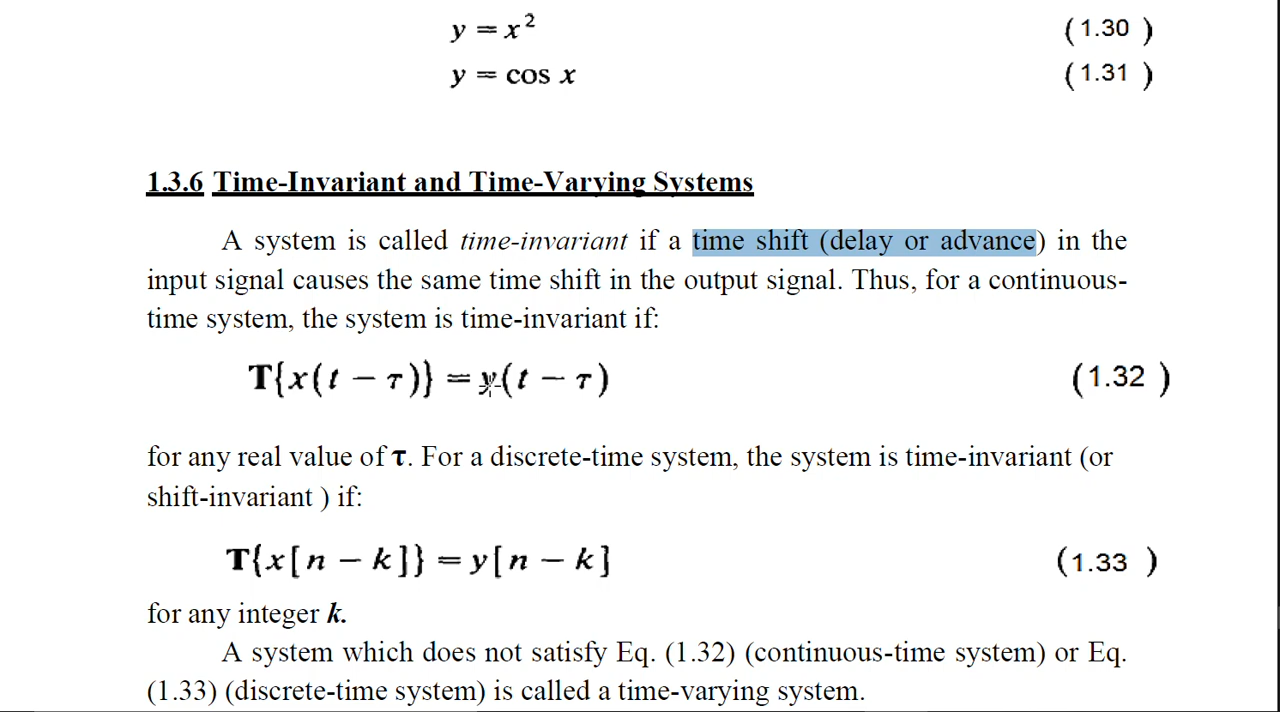 y = x² (1.30 )
y = cos x (1.31 )
1.3.6 Time-Invariant and Time-Varying Systems
A system is called time-invariant if a time shift (delay or advance) in the
input signal causes the same time shift in the output signal. Thus, for a continuous-
time system, the system is time-invariant if:
T{x(t − τ)} = y(t − τ) (1.32 )
for any real value of τ. For a discrete-time system, the system is time-invariant (or
shift-invariant ) if:
T{x[n − k]} = y[n − k] (1.33 )
for any integer k.
A system which does not satisfy Eq. (1.32) (continuous-time system) or Eq.
(1.33) (discrete-time system) is called a time-varying system.